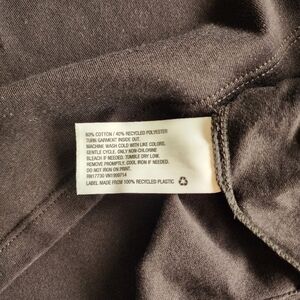 60% COTTON / 40% RECYCLED POLYESTER
TURN GARMENT INSIDE OUT.
MACHINE WASH COLD WITH LIKE COLORS,
GENTLE CYCLE. ONLY NON-CHLORINE
BLEACH IF NEEDED. TUMBLE DRY LOW.
REMOVE PROMPTLY. COOL IRON IF NEEDED.
DO NOT IRON ON PRINT.
RN17730 VN1000714
LABEL MADE FROM 100% RECYCLED PLASTIC